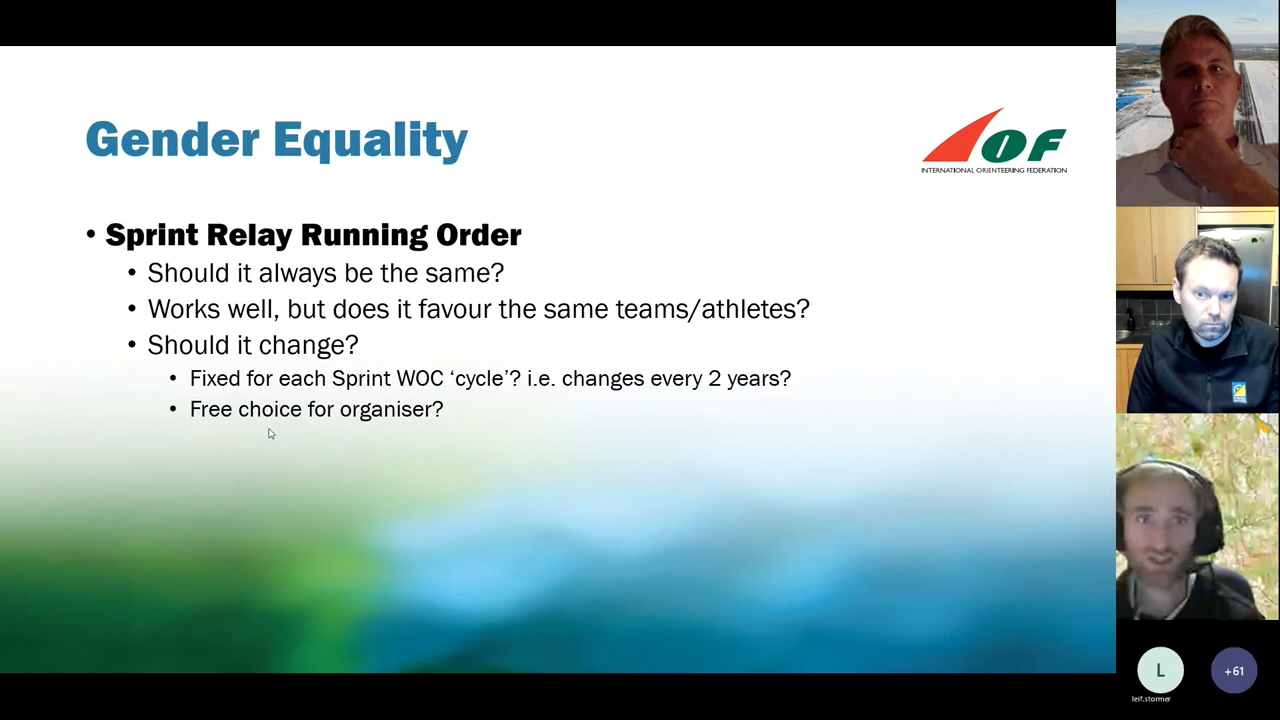 Gender Equality
IOF
INTERNATIONAL ORIENTEERING FEDERATION
• Sprint Relay Running Order
• Should it always be the same?
• Works well, but does it favour the same teams/athletes?
• Should it change?
• Fixed for each Sprint WOC ‘cycle’? i.e. changes every 2 years?
• Free choice for organiser?
L
+61
leif.stormer